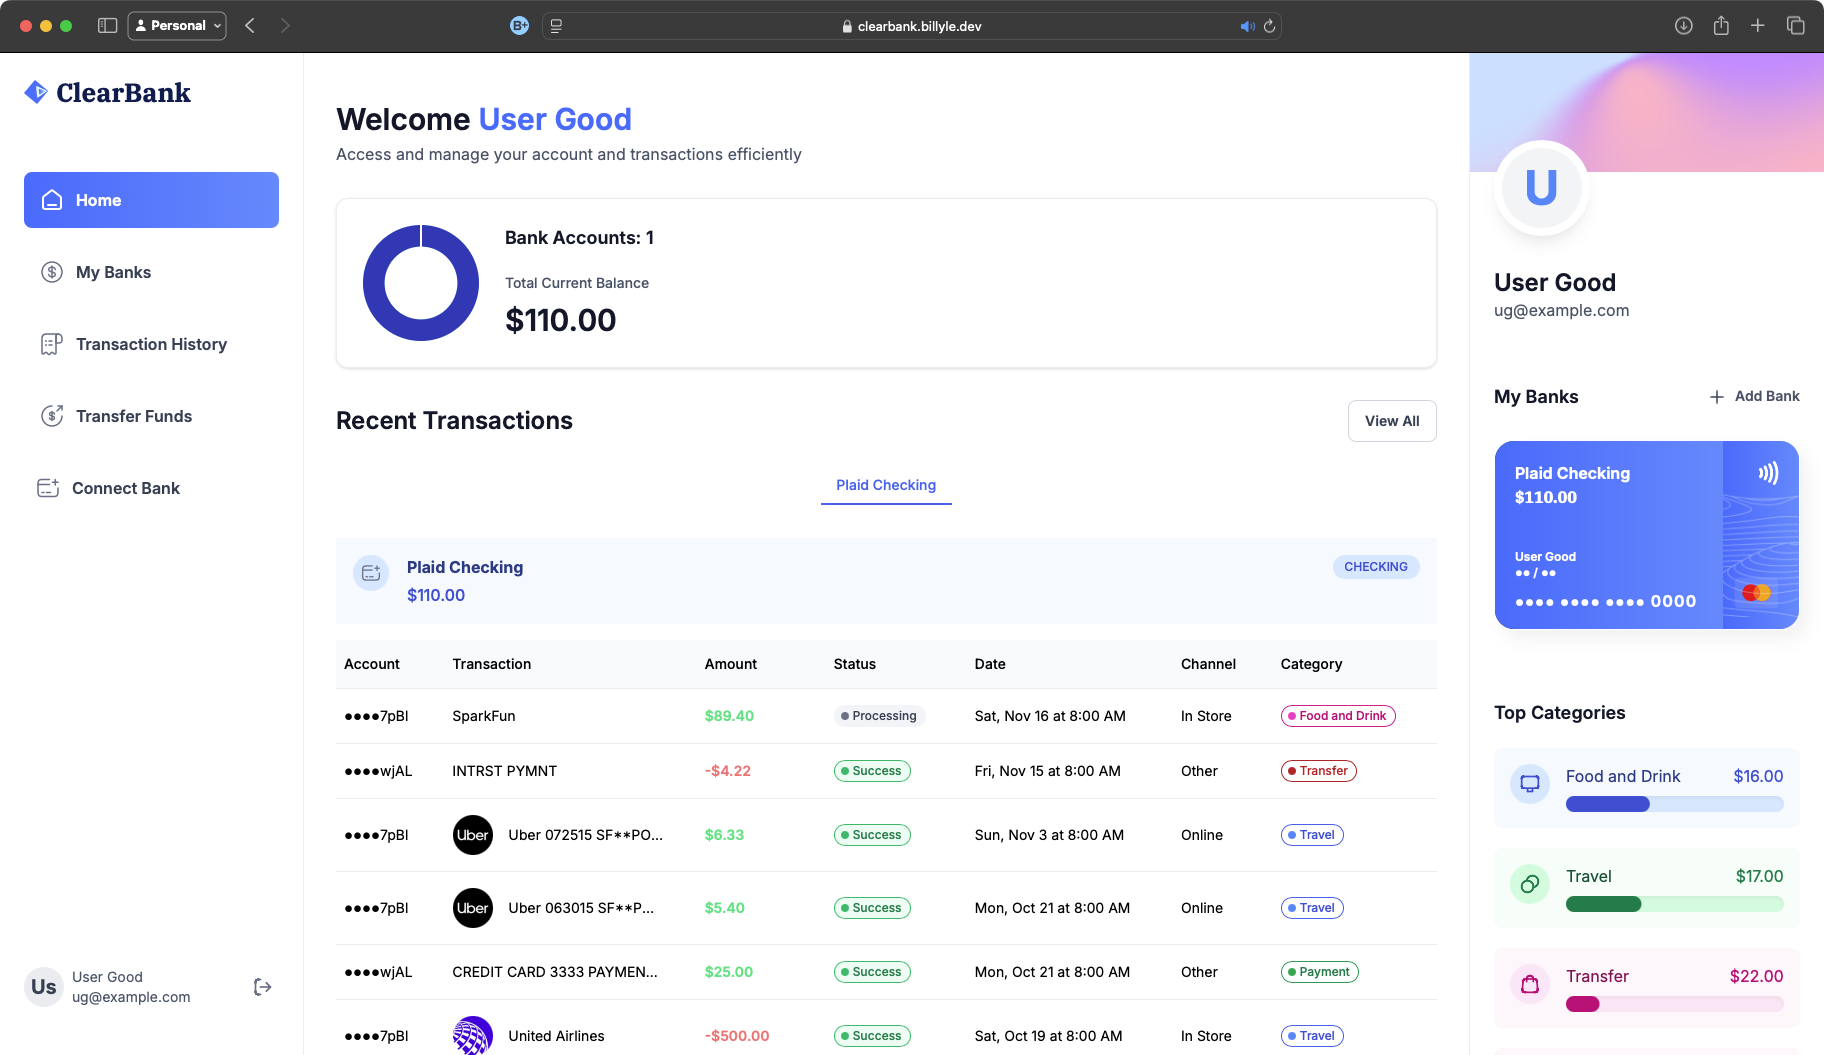 Personal
B+
clearbank.billyle.dev
ClearBank
Home
My Banks
Transaction History
Transfer Funds
Connect Bank
Us
User Good
ug@example.com
Welcome User Good
Access and manage your account and transactions efficiently
Bank Accounts: 1
Total Current Balance
$110.00
Recent Transactions
View All
Plaid Checking
Plaid Checking
$110.00
CHECKING
Account Transaction Amount Status Date Channel Category
●●●●7pBl SparkFun $89.40 Processing Sat, Nov 16 at 8:00 AM In Store Food and Drink
●●●●wjAL INTRST PYMNT -$4.22 Success Fri, Nov 15 at 8:00 AM Other Transfer
●●●●7pBl Uber Uber 072515 SF**PO... $6.33 Success Sun, Nov 3 at 8:00 AM Online Travel
●●●●7pBl Uber Uber 063015 SF**P... $5.40 Success Mon, Oct 21 at 8:00 AM Online Travel
●●●●wjAL CREDIT CARD 3333 PAYMEN... $25.00 Success Mon, Oct 21 at 8:00 AM Other Payment
●●●●7pBl United Airlines -$500.00 Success Sat, Oct 19 at 8:00 AM In Store Travel
U
User Good
ug@example.com
My Banks
+ Add Bank
Plaid Checking
$110.00
User Good
●● / ●●
●●●● ●●●● ●●●● 0000
Top Categories
Food and Drink $16.00
Travel $17.00
Transfer $22.00